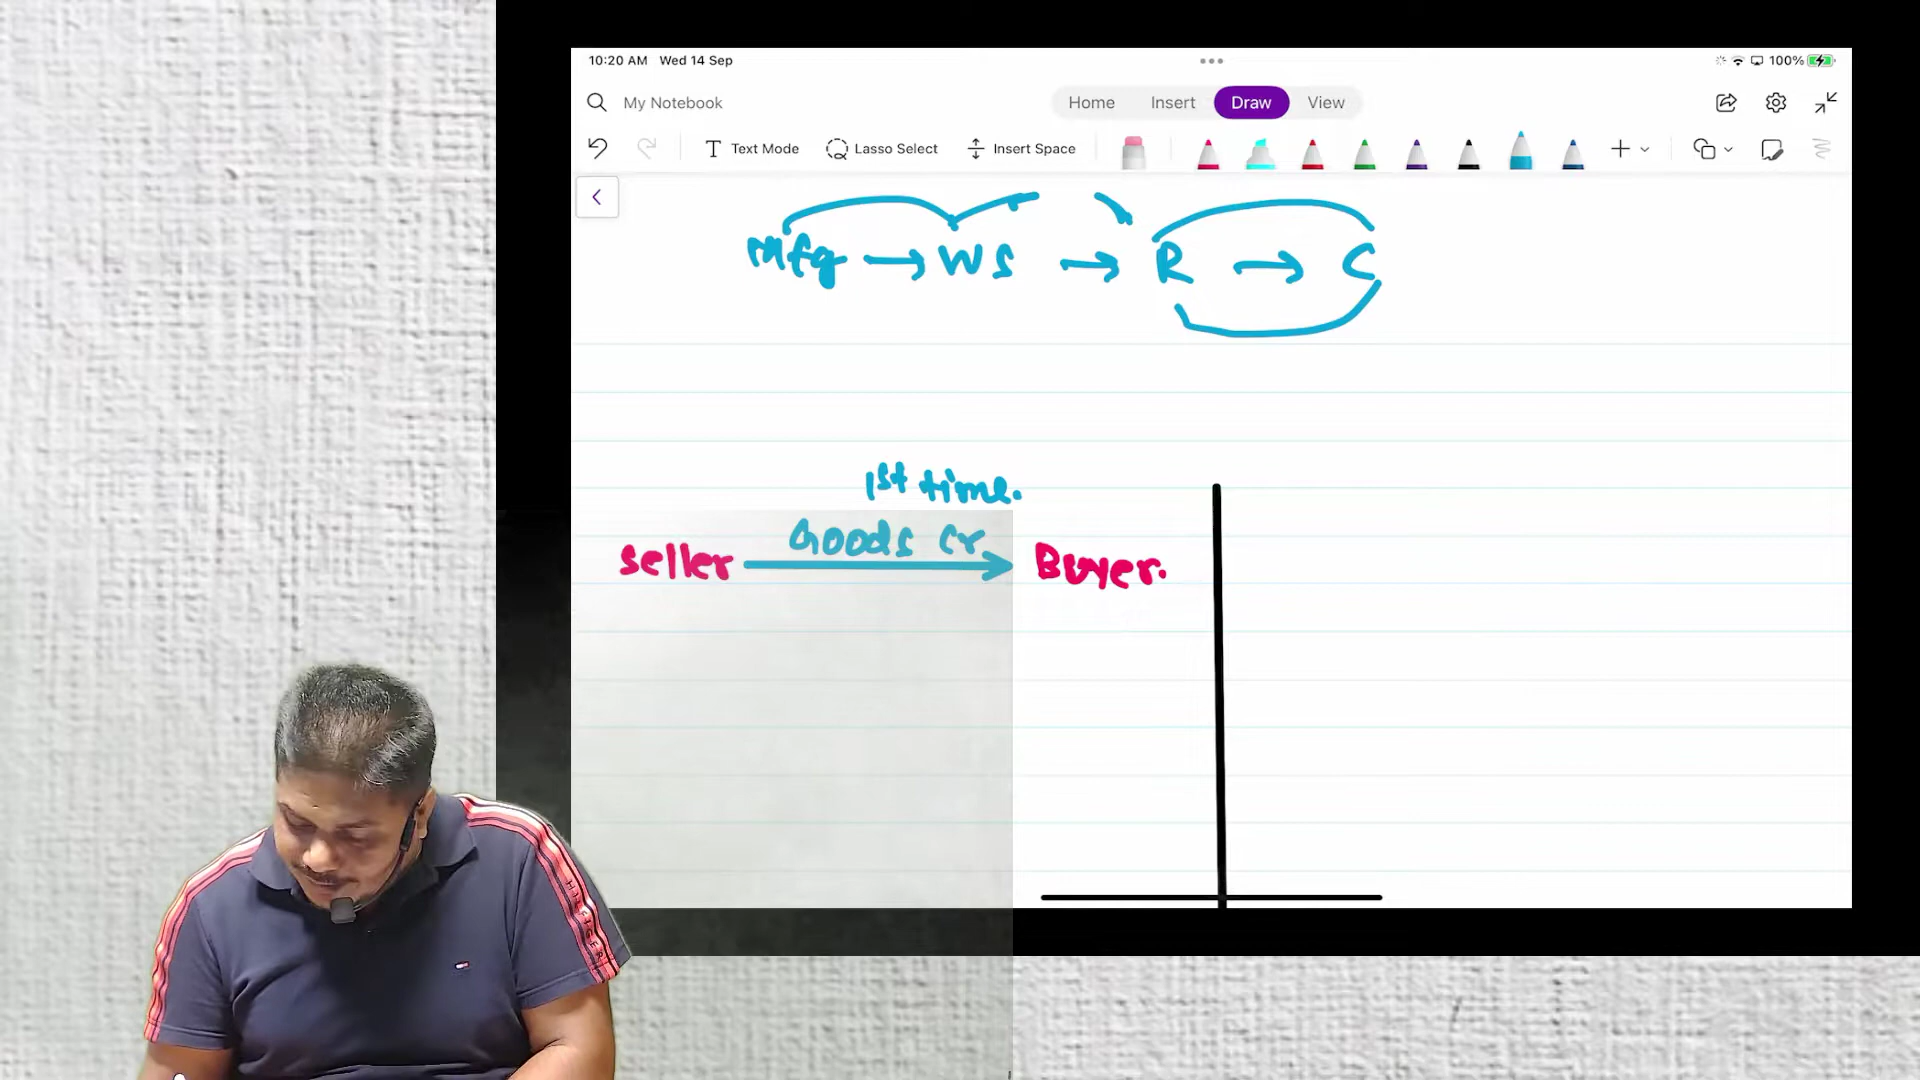 10:20 AM Wed 14 Sep
100%
My Notebook
Home Insert Draw View
Text Mode Lasso Select Insert Space
Mfg → WS → R → C
1st time.
Goods Cr
Seller Buyer.